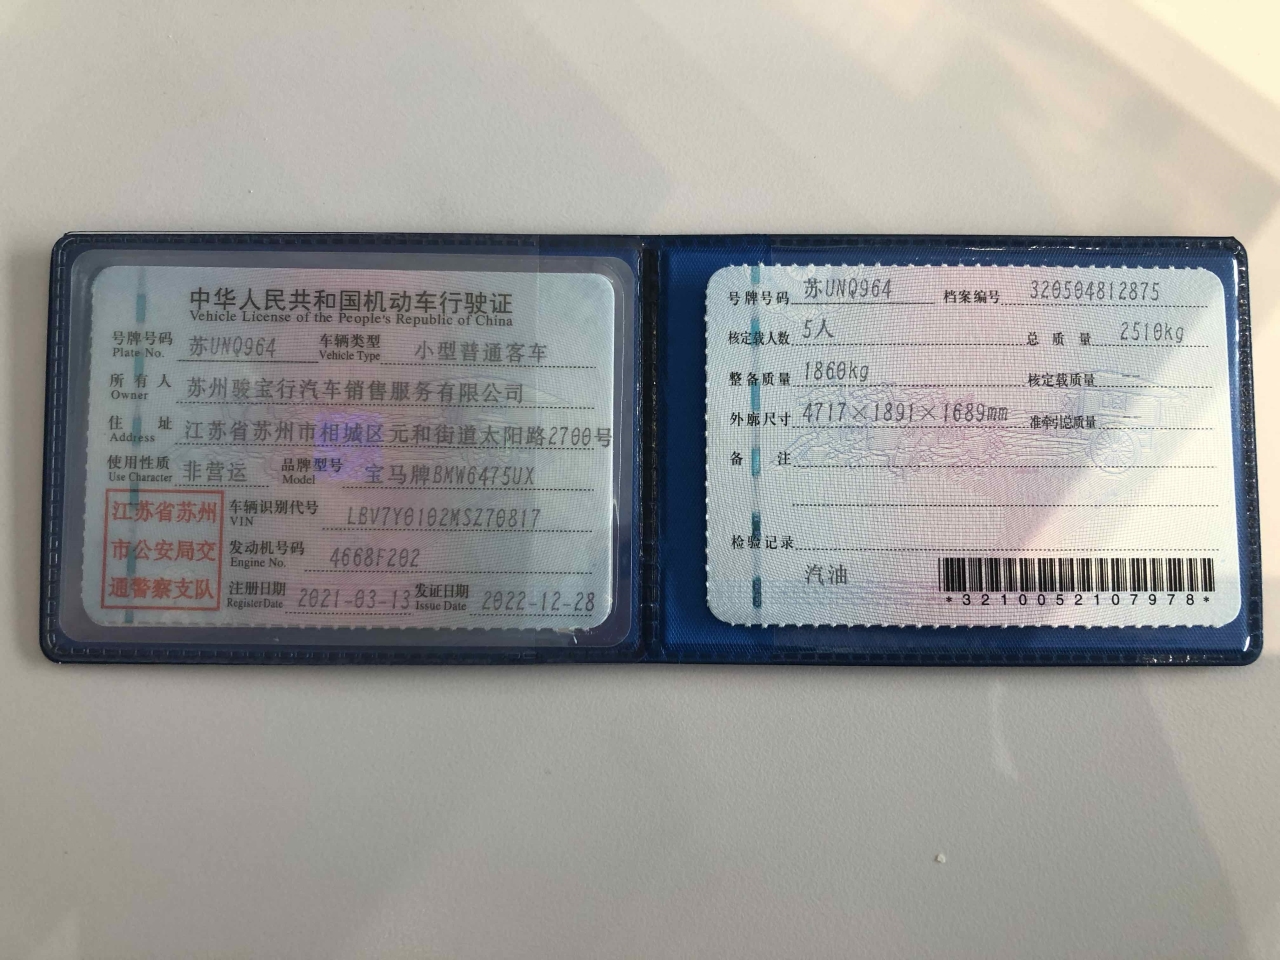 中华人民共和国机动车行驶证
Vehicle License of the People's Republic of China
号牌号码 苏UNQ964 车辆类型 小型普通客车
Plate No. Vehicle Type
所有人 苏州骏宝行汽车销售服务有限公司
Owner
住址 江苏省苏州市相城区元和街道太阳路2700号
Address
使用性质 非营运 品牌型号 宝马牌BMW6475UX
Use Character Model
江苏省苏州
市公安局交
通警察支队
车辆识别代号 LBV7Y0102MSZ70817
VIN
发动机号码 4668F202
Engine No.
注册日期 2021-03-13 发证日期 2022-12-28
Register Date Issue Date
号牌号码 苏UNQ964 档案编号 320504812875
核定载人数 5人 总质量 2510kg
整备质量 1860kg 核定载质量 --
外廓尺寸 4717×1891×1689mm 准牵引总质量 --
备注
检验记录
汽油
*3210052107978*